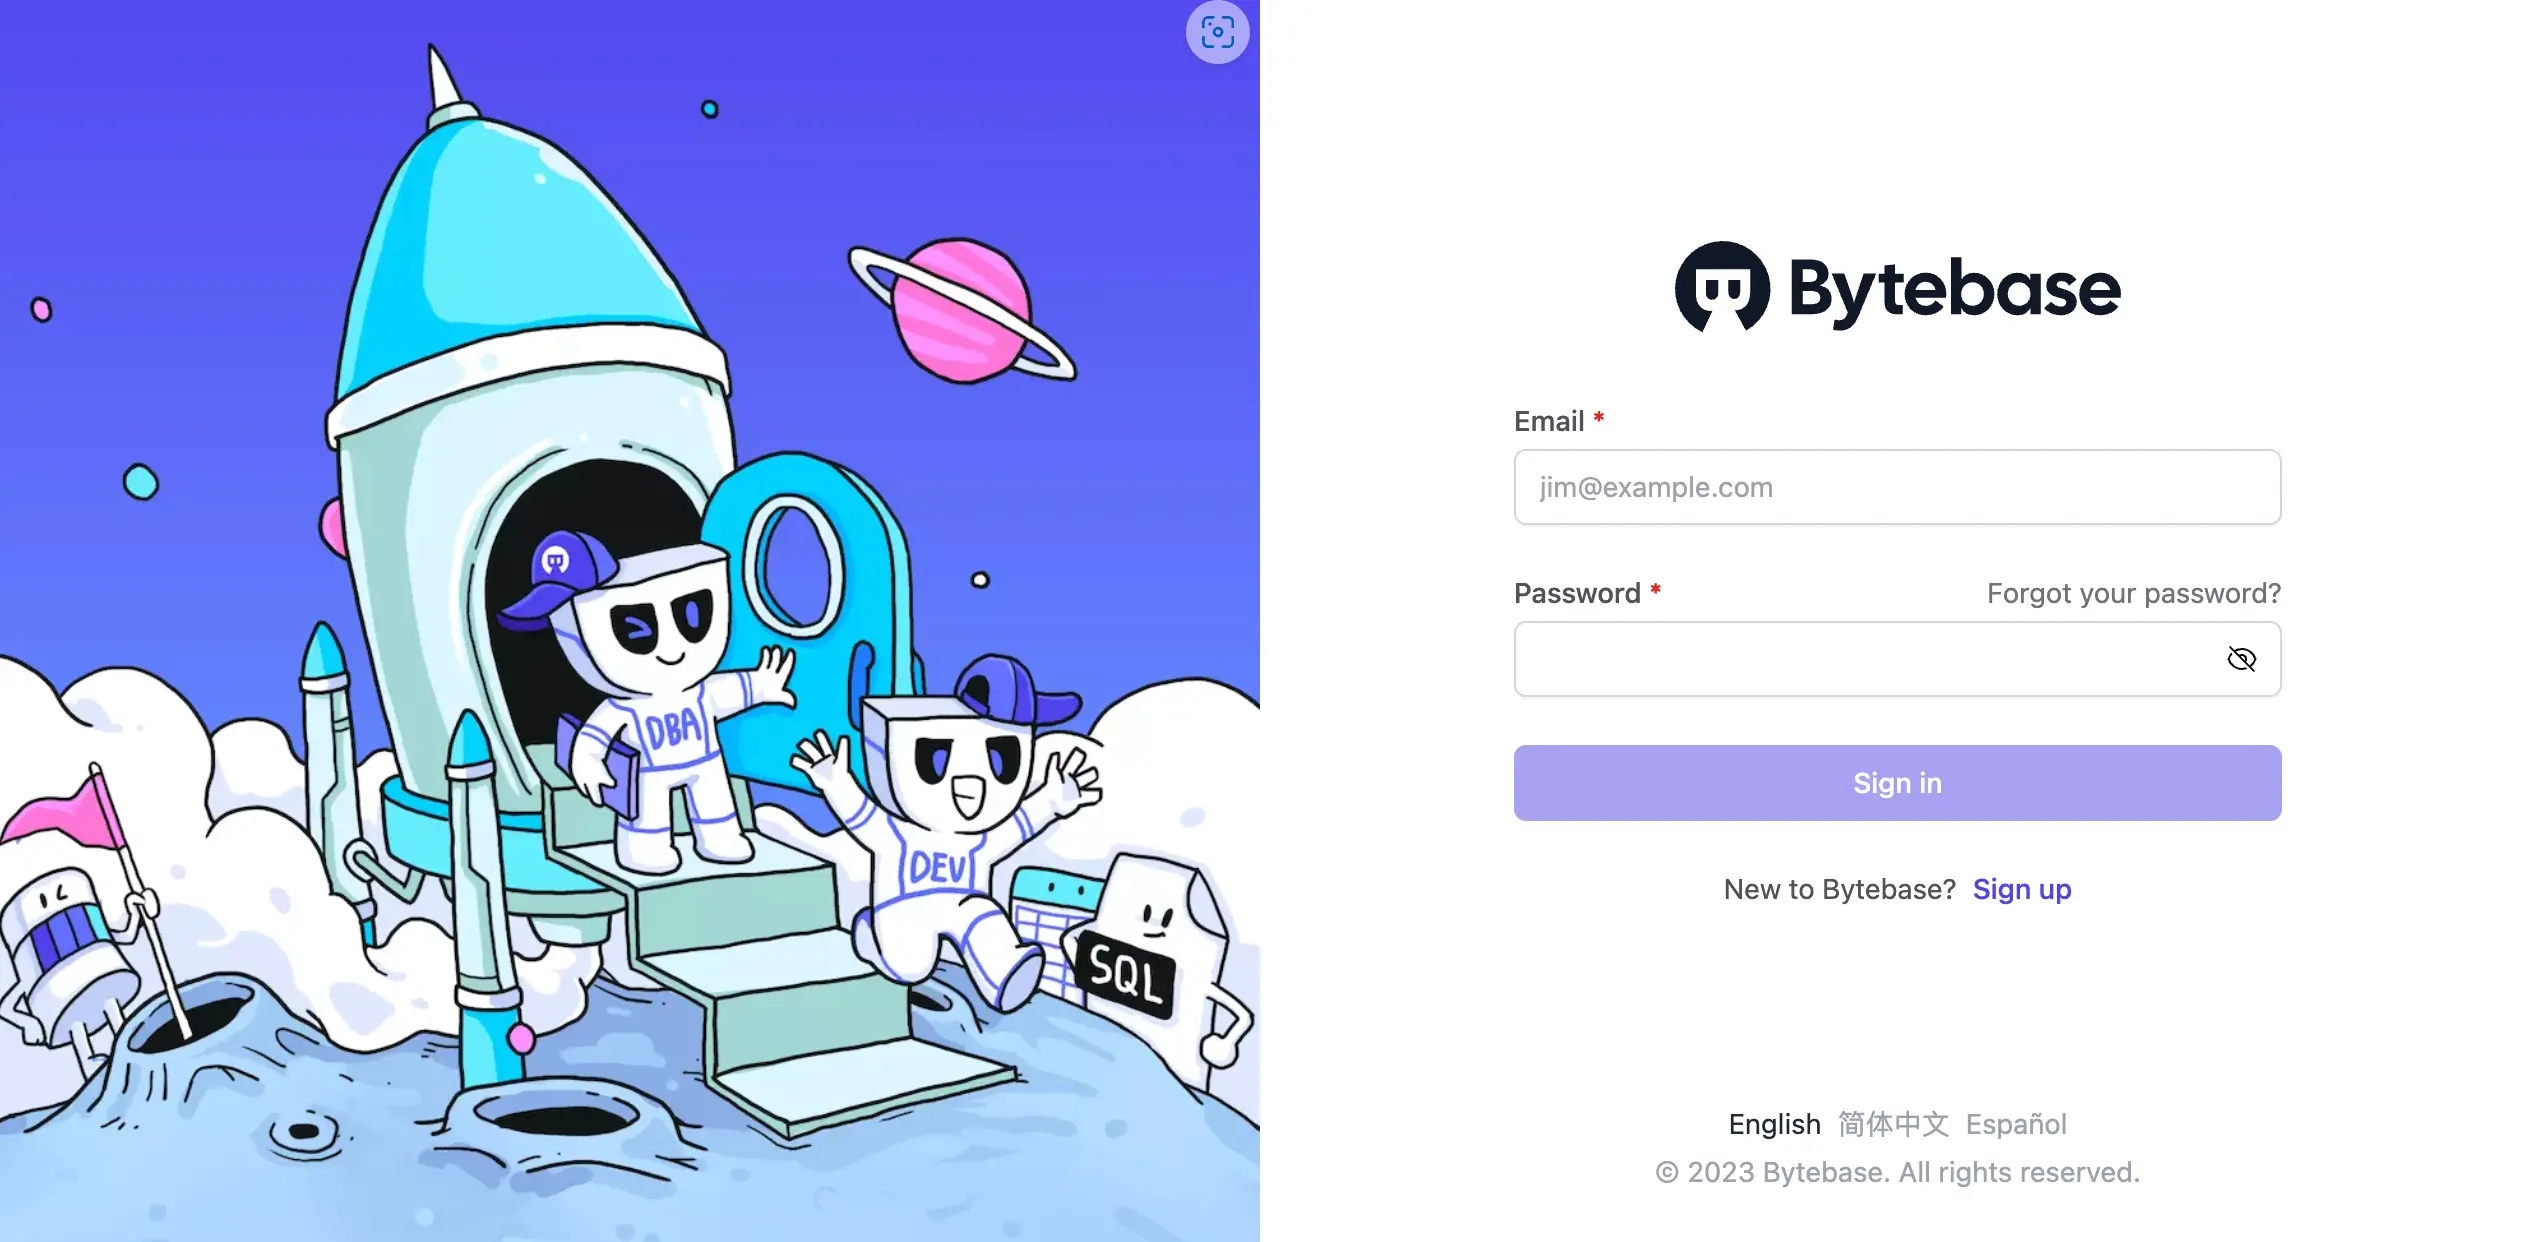 DBA
DEV
SQL
Bytebase
Email *
jim@example.com
Password * Forgot your password?
Sign in
New to Bytebase? Sign up
English 简体中文 Español
© 2023 Bytebase. All rights reserved.